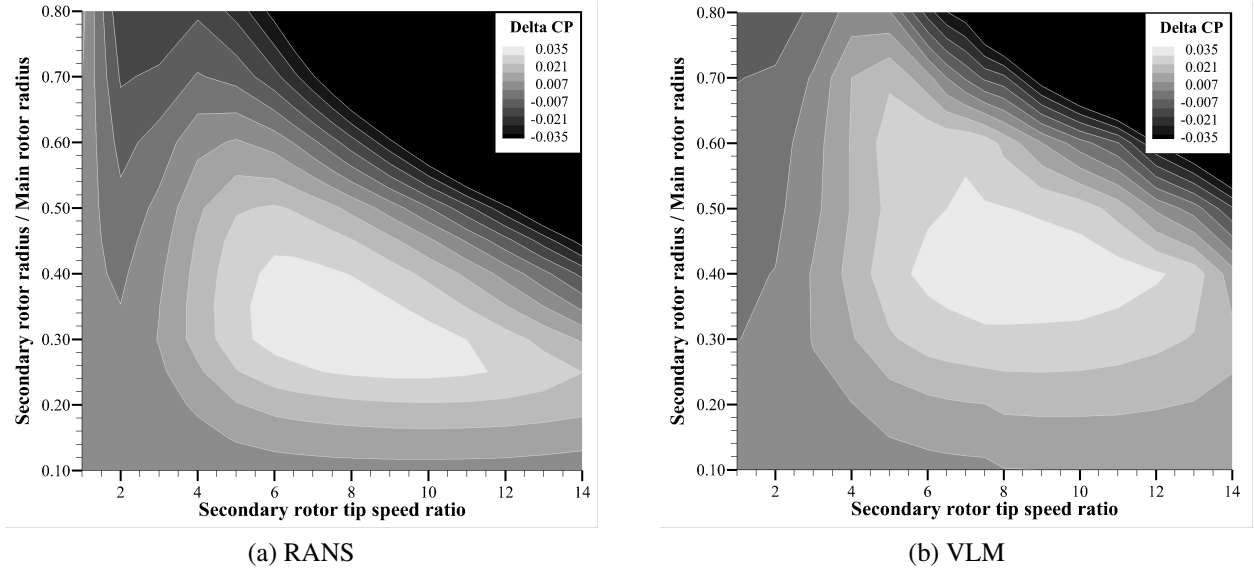 Secondary rotor radius / Main rotor radius
0.80
0.70
0.60
0.50
0.40
0.30
0.20
0.10
2 4 6 8 10 12 14
Secondary rotor tip speed ratio
Delta CP
0.035
0.021
0.007
-0.007
-0.021
-0.035
(a) RANS
Secondary rotor radius / Main rotor radius
0.80
0.70
0.60
0.50
0.40
0.30
0.20
0.10
2 4 6 8 10 12 14
Secondary rotor tip speed ratio
Delta CP
0.035
0.021
0.007
-0.007
-0.021
-0.035
(b) VLM